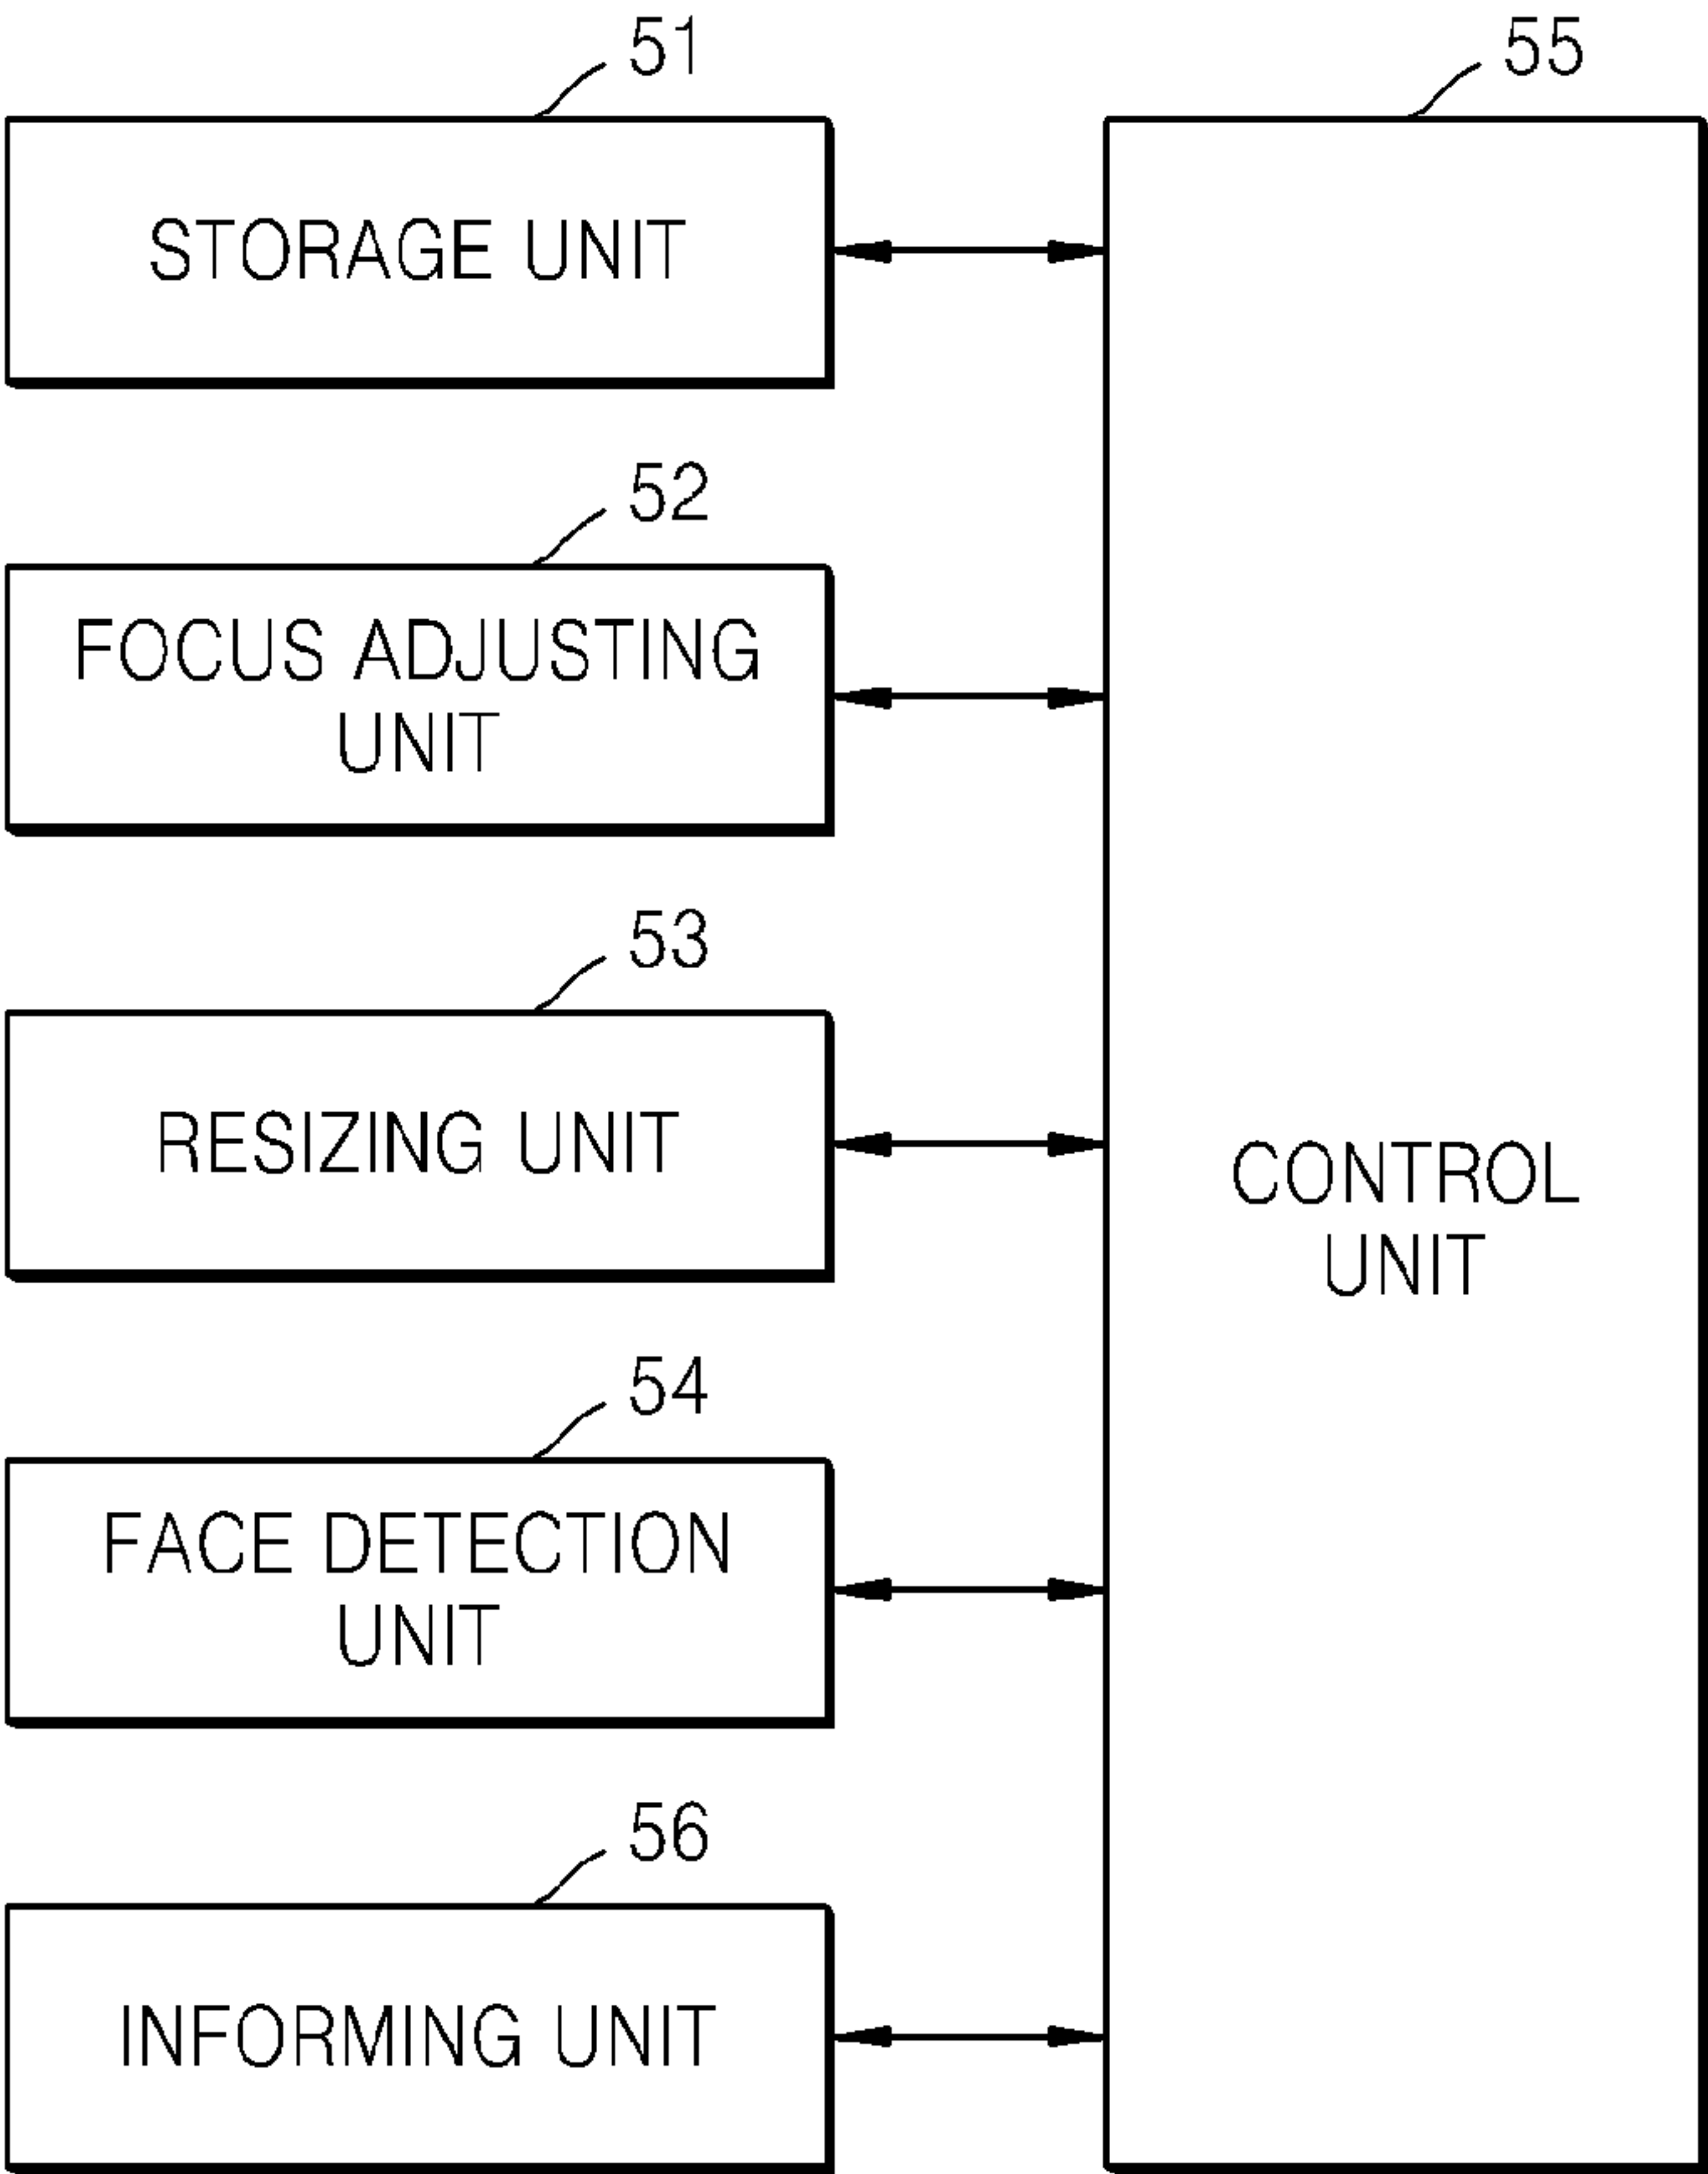 51
STORAGE UNIT
52
FOCUS ADJUSTING
UNIT
53
RESIZING UNIT
54
FACE DETECTION
UNIT
56
INFORMING UNIT
55
CONTROL
UNIT